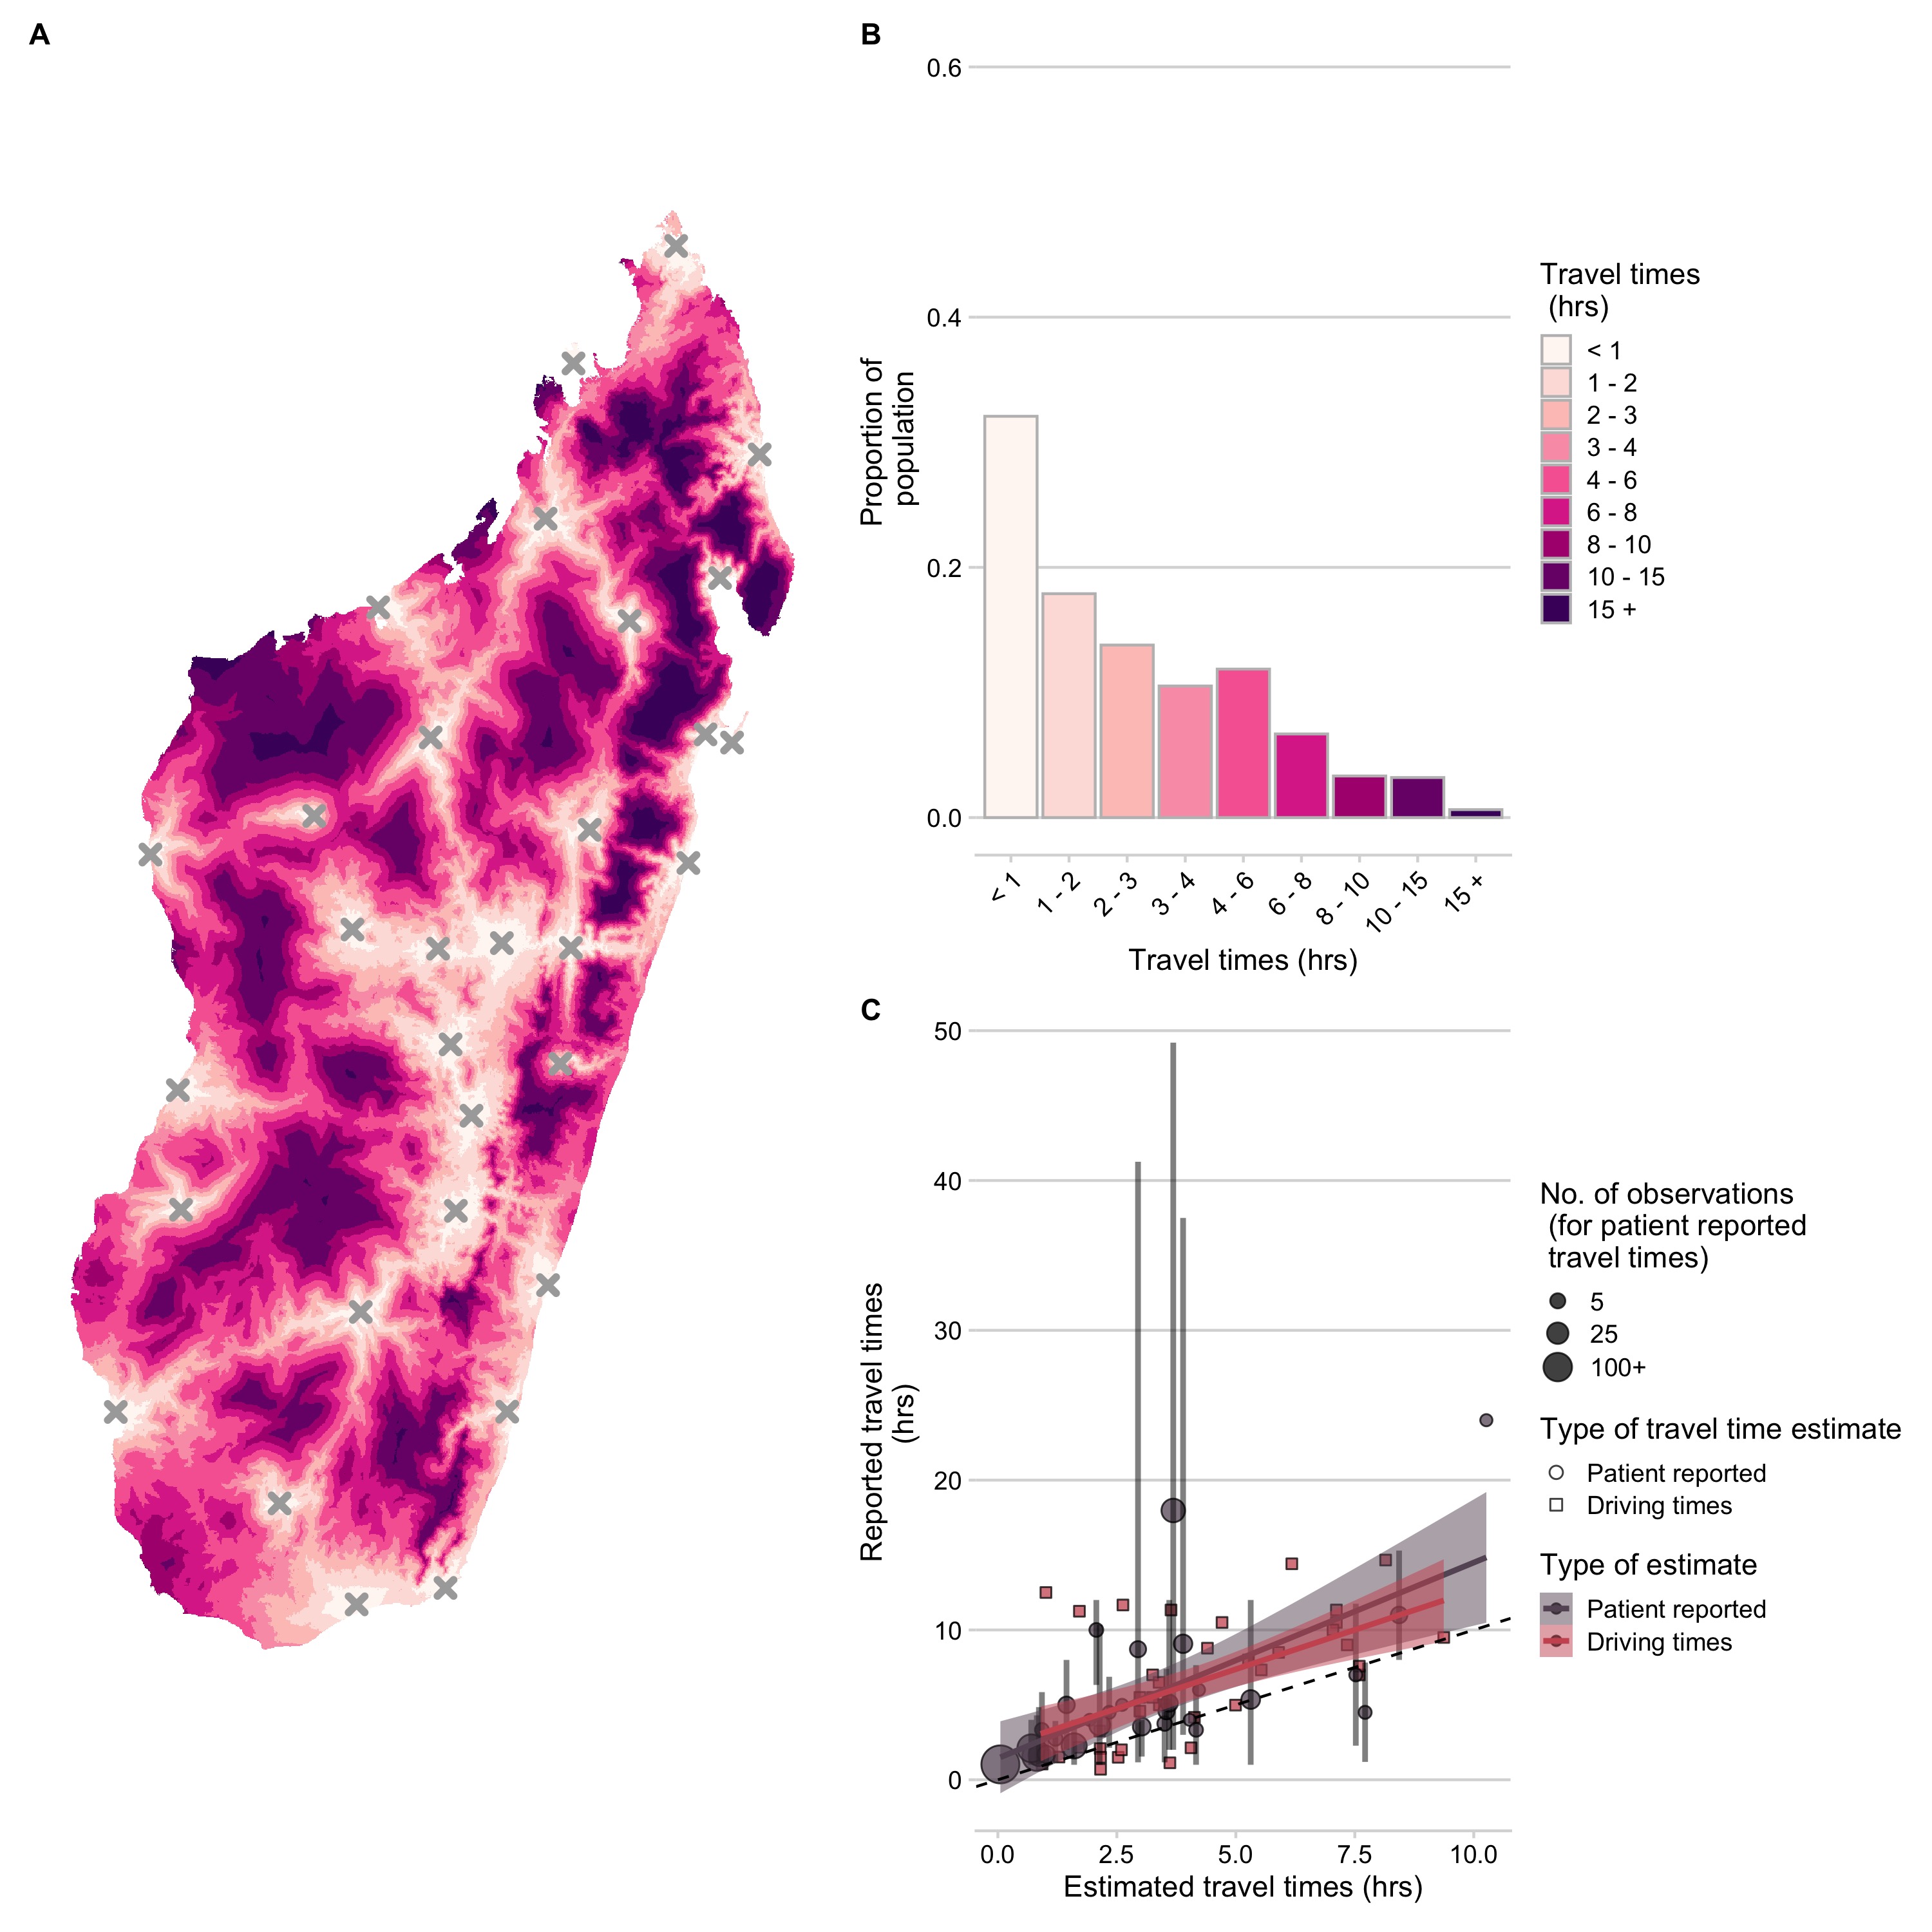 A
B
0.6
0.4
0.2
0.0
Proportion of
population
< 1
1 - 2
2 - 3
3 - 4
4 - 6
6 - 8
8 - 10
10 - 15
15 +
Travel times (hrs)
Travel times
(hrs)
< 1
1 - 2
2 - 3
3 - 4
4 - 6
6 - 8
8 - 10
10 - 15
15 +
C
50
40
30
20
10
0
Reported travel times
(hrs)
0.0
2.5
5.0
7.5
10.0
Estimated travel times (hrs)
No. of observations
(for patient reported
travel times)
5
25
100+
Type of travel time estimate
Patient reported
Driving times
Type of estimate
Patient reported
Driving times